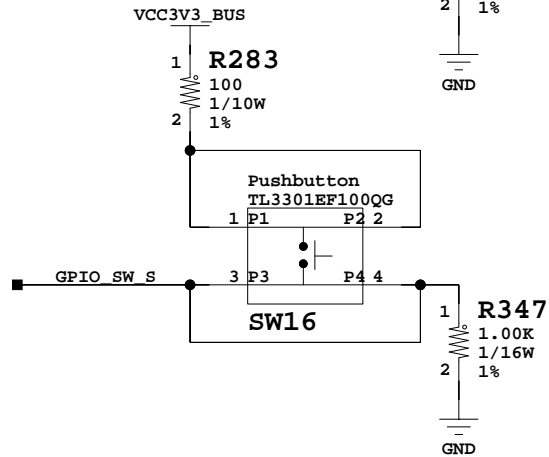 VCC3V3_BUS
2
1%
GND
1
R283
100
1/10W
2
1%
Pushbutton
TL3301EF100QG
1 P1 P2 2
GPIO_SW_S
3 P3 P4 4
SW16
1
R347
1.00K
1/16W
2
1%
GND